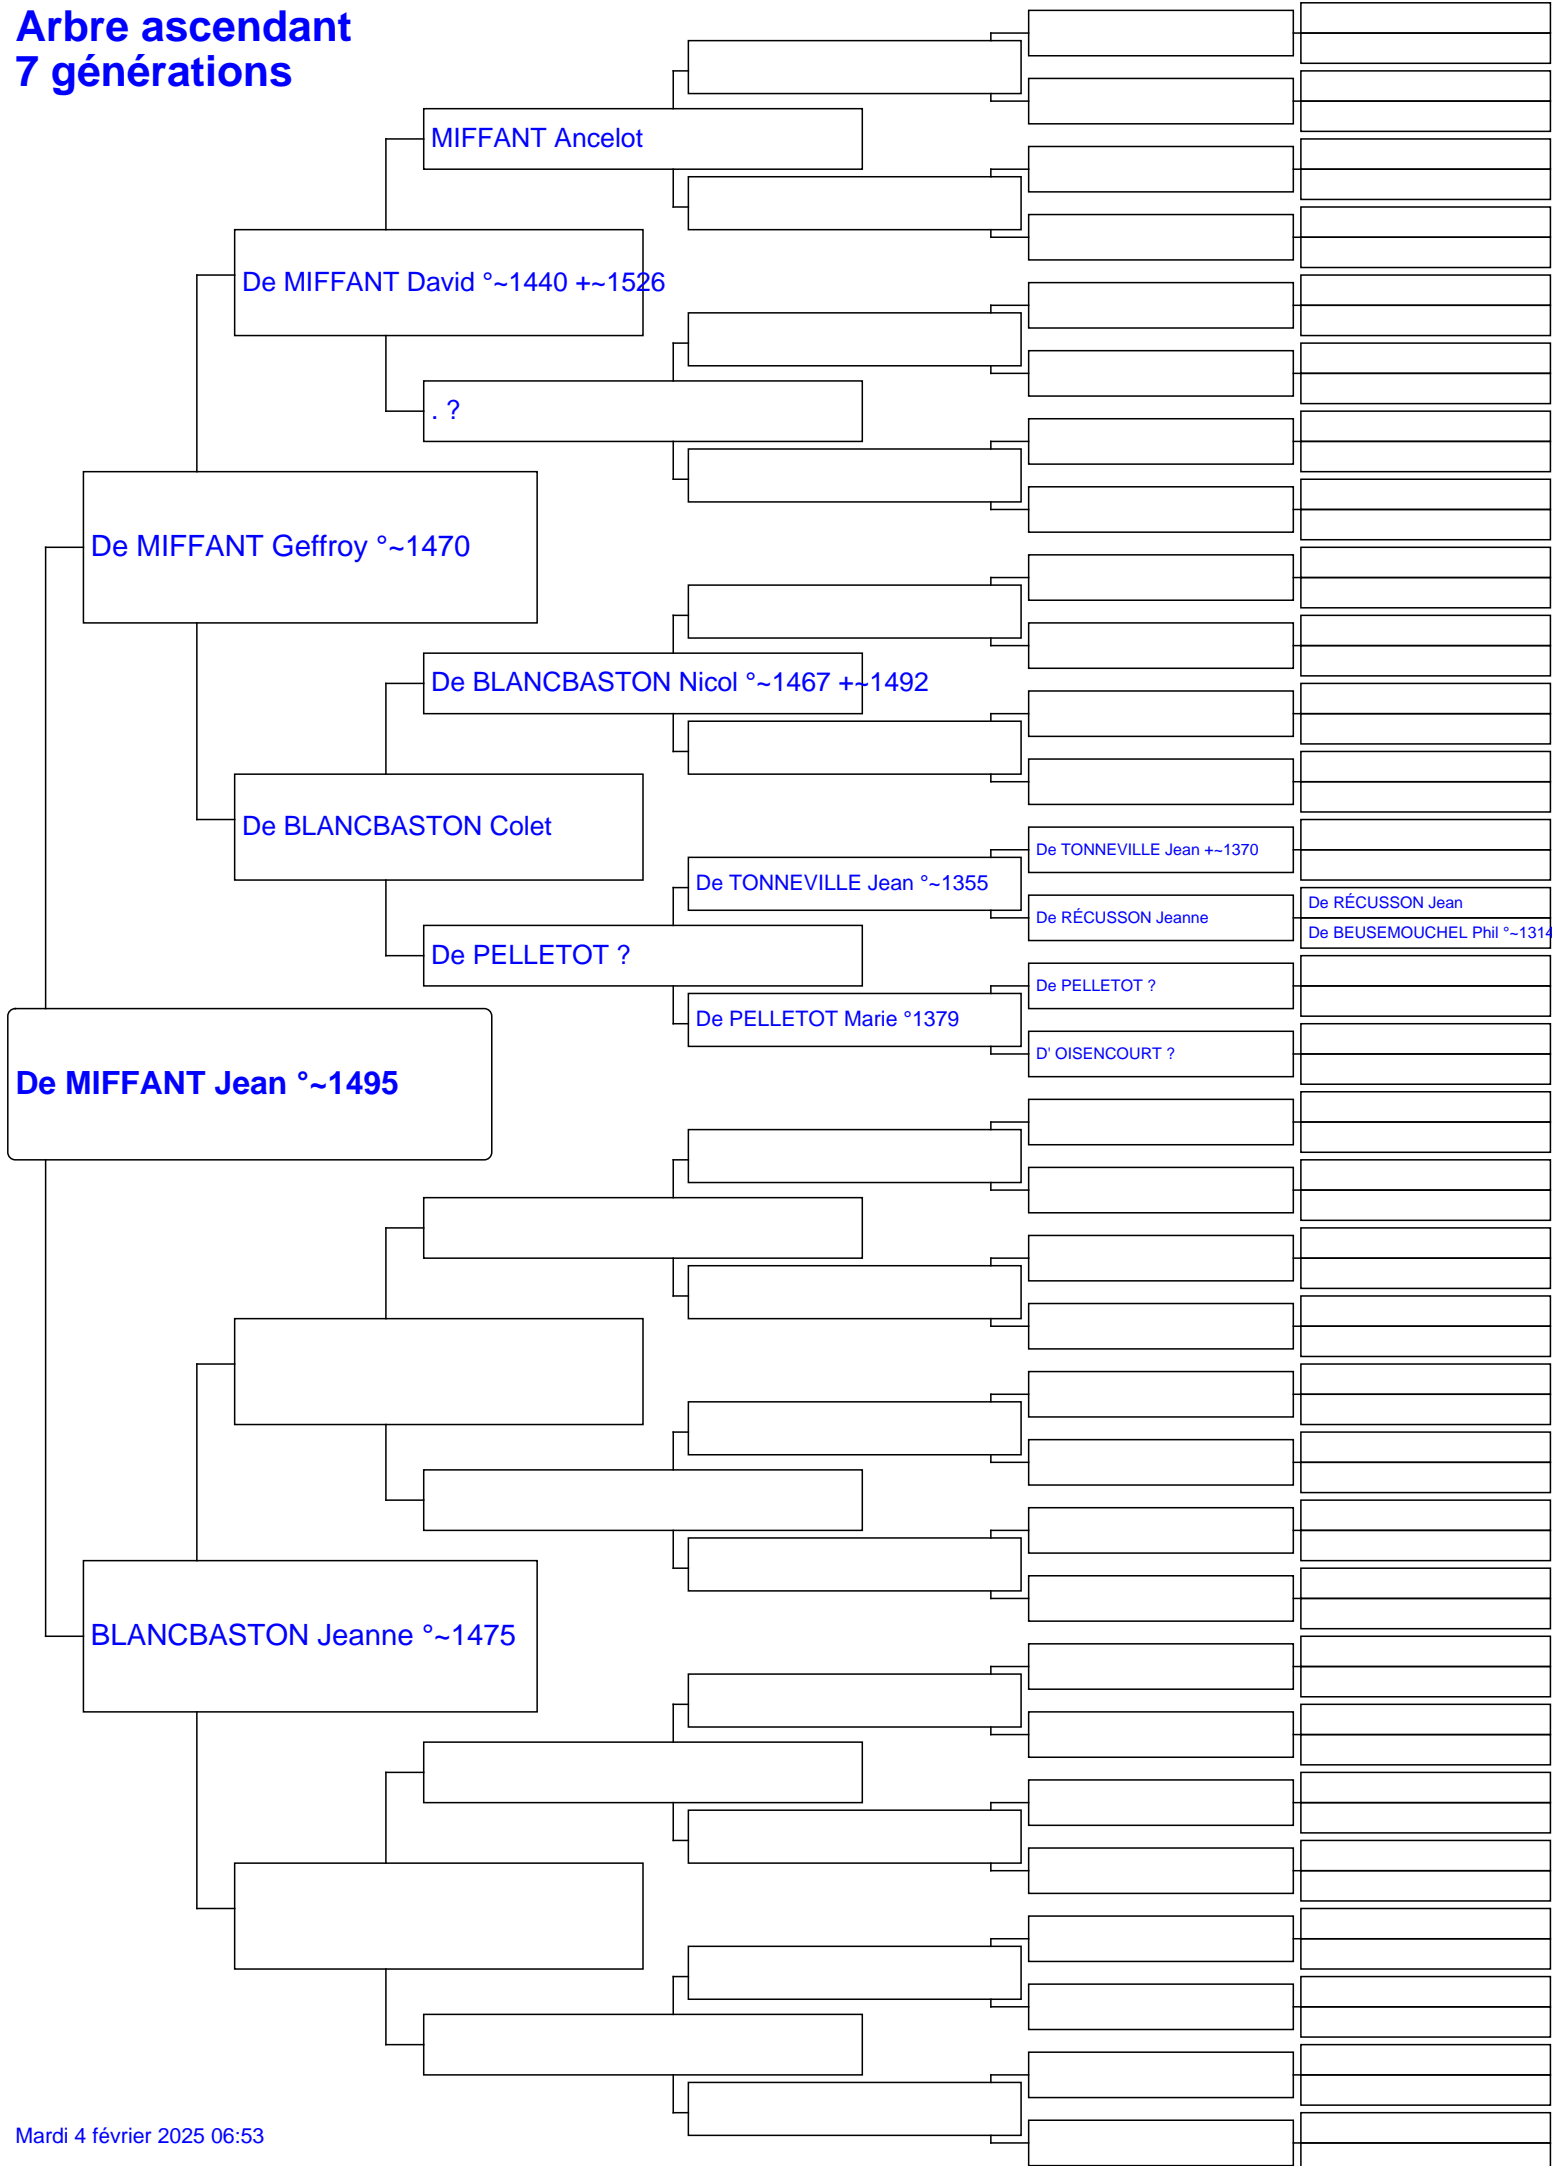 Arbre ascendant
7 générations
MIFFANT Ancelot
De MIFFANT David °~1440 +~1526
. ?
De MIFFANT Geffroy °~1470
De BLANCBASTON Nicol °~1467 +~1492
De BLANCBASTON Colet
De TONNEVILLE Jean +~1370
De TONNEVILLE Jean °~1355
De RÉCUSSON Jean
De RÉCUSSON Jeanne
De BEUSEMOUCHEL Phil °~1314
De PELLETOT ?
De PELLETOT ?
De PELLETOT Marie °1379
D' OISENCOURT ?
De MIFFANT Jean °~1495
BLANCBASTON Jeanne °~1475
Mardi 4 février 2025 06:53